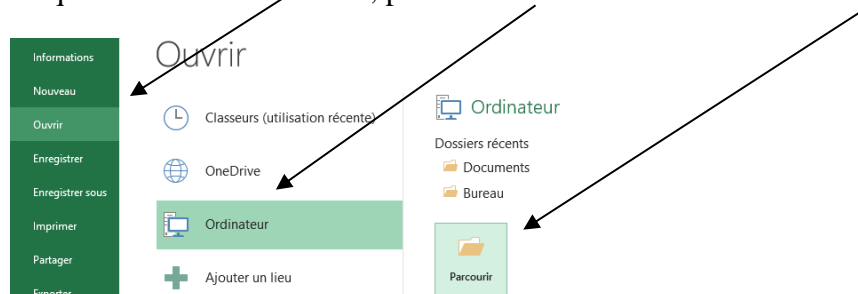 Informations
Nouveau
Ouvrir
Enregistrer
Enregistrer sous
Imprimer
Partager
Exporter
Ouvrir
Classeurs (utilisation récente)
OneDrive
Ordinateur
Ajouter un lieu
Ordinateur
Dossiers récents
Documents
Bureau
Parcourir